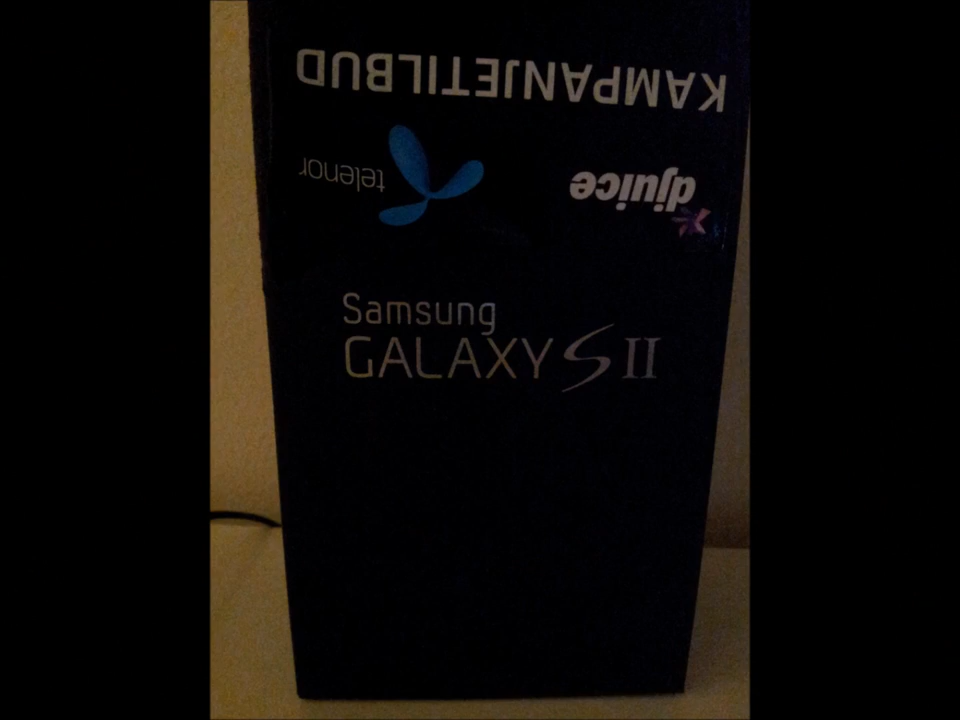 KAMPANJETILBUD
telenor
djuice
Samsung
GALAXY S II